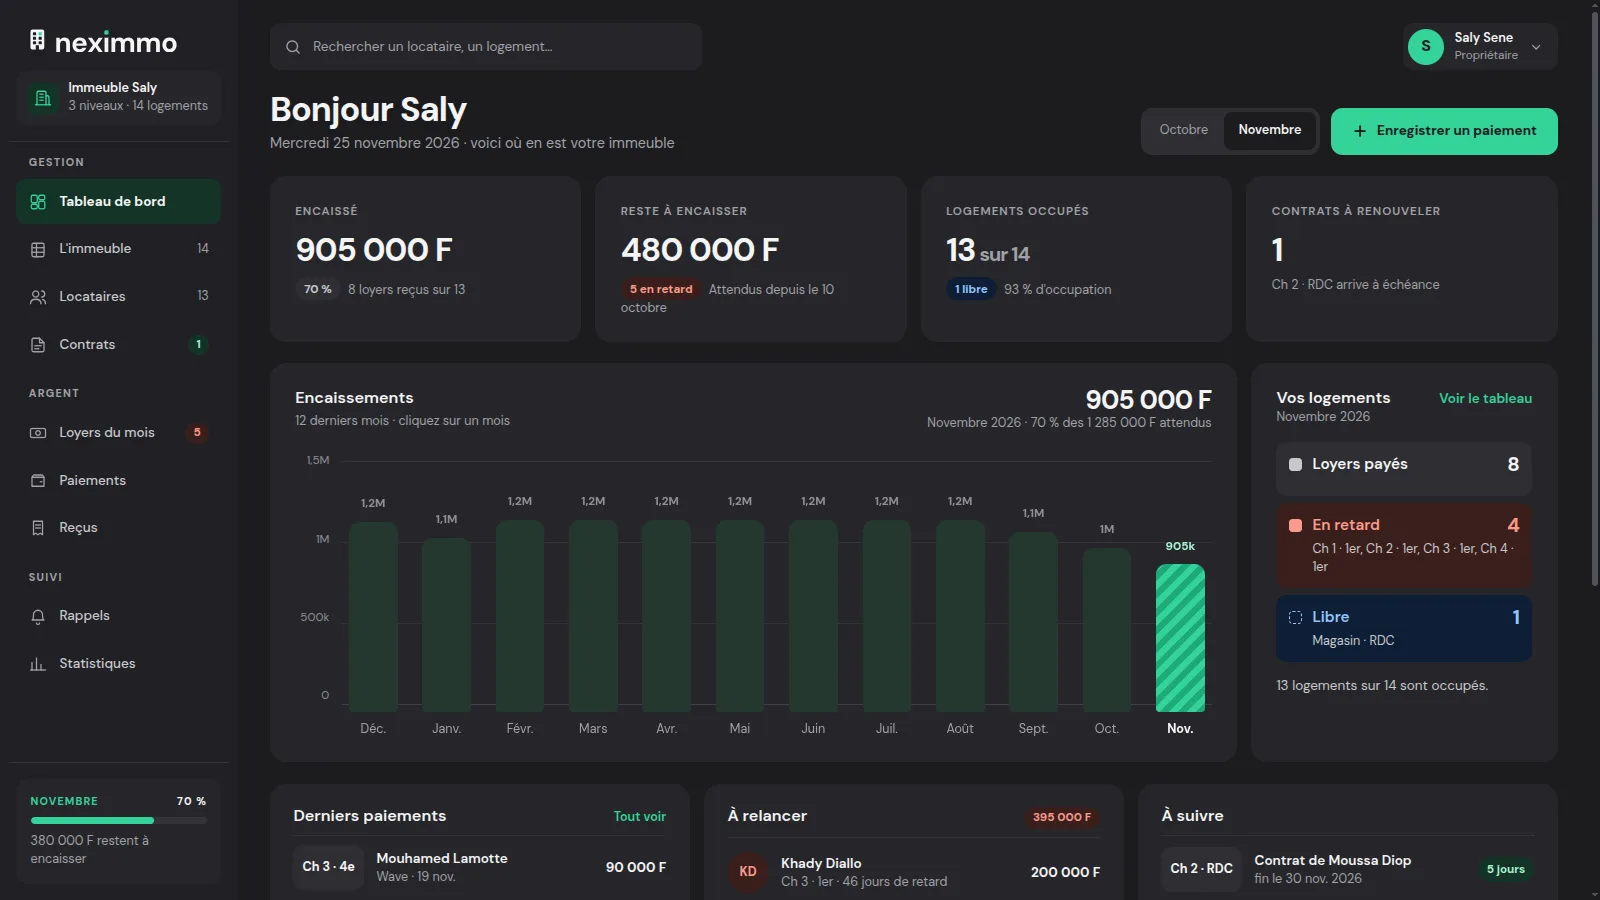 neximmo
Immeuble Saly
3 niveaux · 14 logements
GESTION
Tableau de bord
L'immeuble 14
Locataires 13
Contrats 1
ARGENT
Loyers du mois 5
Paiements
Reçus
SUIVI
Rappels
Statistiques
NOVEMBRE 70 %
380 000 F restent à
encaisser
Rechercher un locataire, un logement...
S
Saly Sene
Propriétaire
Bonjour Saly
Mercredi 25 novembre 2026 · voici où en est votre immeuble
Octobre Novembre
+ Enregistrer un paiement
ENCAISSÉ
905 000 F
70 % 8 loyers reçus sur 13
RESTE À ENCAISSER
480 000 F
5 en retard Attendus depuis le 10
octobre
LOGEMENTS OCCUPÉS
13 sur 14
1 libre 93 % d'occupation
CONTRATS À RENOUVELER
1
Ch 2 · RDC arrive à échéance
Encaissements
12 derniers mois · cliquez sur un mois
905 000 F
Novembre 2026 · 70 % des 1 285 000 F attendus
1,5M
1M
500k
0
1,2M 1,1M 1,2M 1,2M 1,2M 1,2M 1,2M 1,2M 1,2M 1,1M 1M 905k
Déc. Janv. Févr. Mars Avr. Mai Juin Juil. Août Sept. Oct. Nov.
Vos logements Voir le tableau
Novembre 2026
Loyers payés 8
En retard 4
Ch 1 · 1er, Ch 2 · 1er, Ch 3 · 1er, Ch 4 ·
1er
Libre 1
Magasin · RDC
13 logements sur 14 sont occupés.
Derniers paiements Tout voir
Ch 3 · 4e
Mouhamed Lamotte
Wave · 19 nov.
90 000 F
À relancer 395 000 F
KD
Khady Diallo
Ch 3 · 1er · 46 jours de retard
200 000 F
À suivre
Ch 2 · RDC
Contrat de Moussa Diop
fin le 30 nov. 2026
5 jours